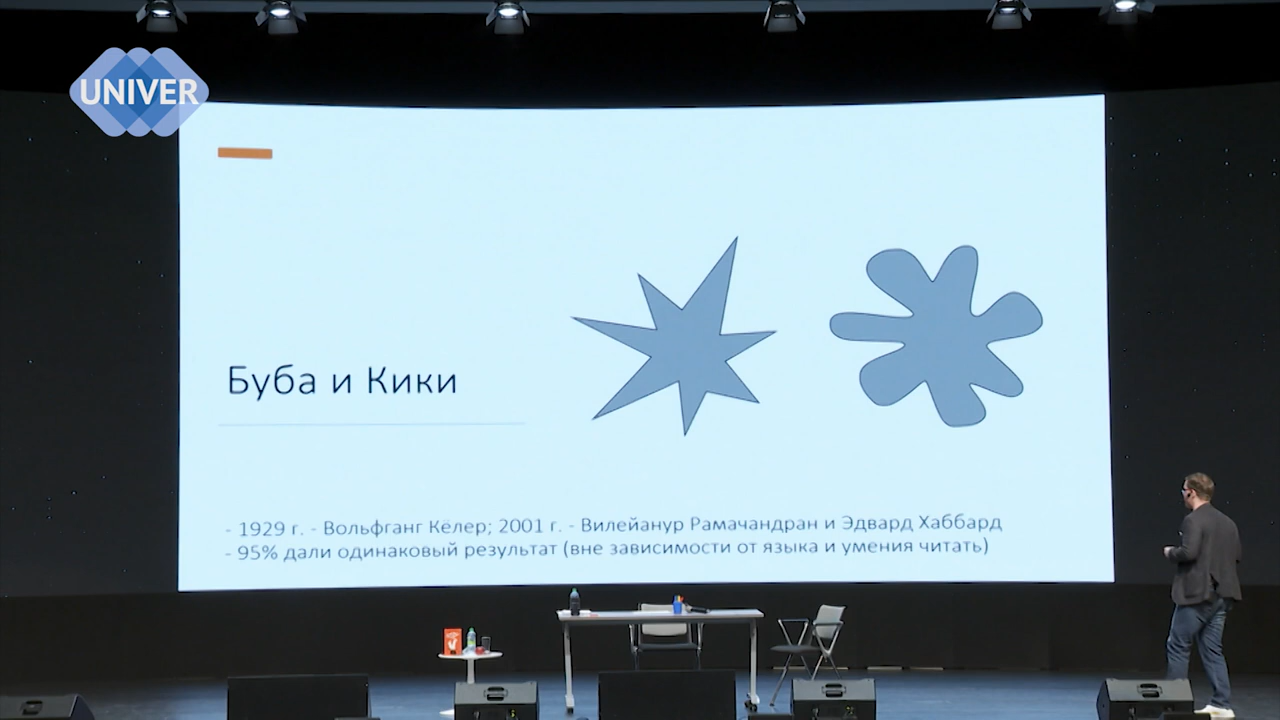 UNIVER
Буба и Кики
- 1929 г. - Вольфганг Кёлер; 2001 г. - Вилейанур Рамачандран и Эдвард Хаббард
- 95% дали одинаковый результат (вне зависимости от языка и умения читать)